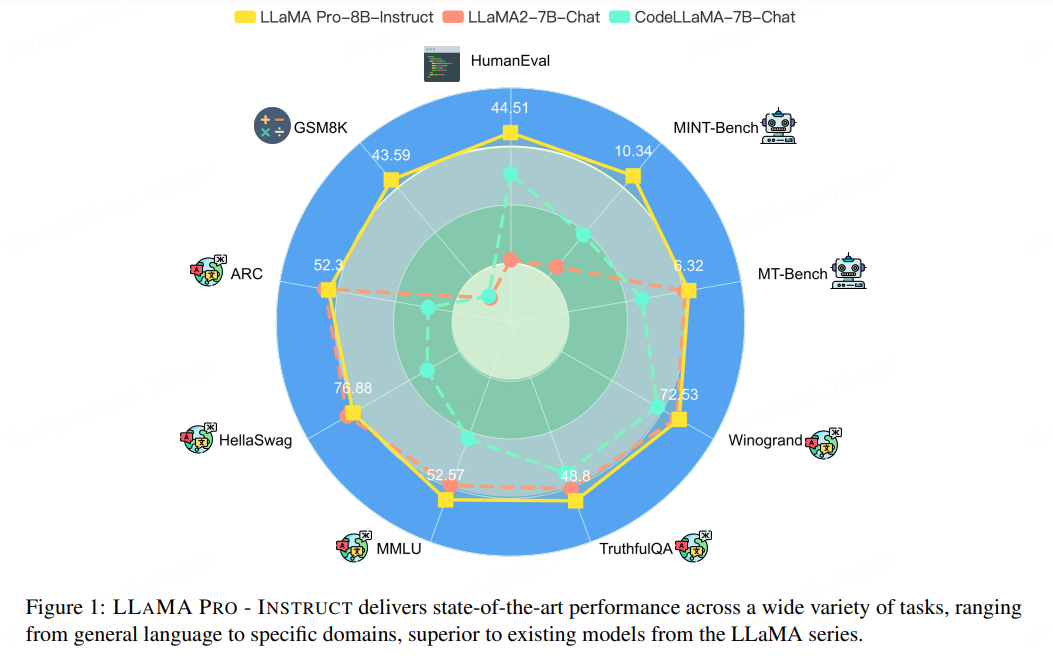 LLaMA Pro-8B-Instruct LLaMA2-7B-Chat CodeLLaMA-7B-Chat
HumanEval
44.51
GSM8K
43.59
MINT-Bench
10.34
ARC
52.3
6.32
MT-Bench
76.88
72.53
HellaSwag
Winogrand
52.57
48.8
MMLU
TruthfulQA
Figure 1: LLAMA PRO - INSTRUCT delivers state-of-the-art performance across a wide variety of tasks, ranging
from general language to specific domains, superior to existing models from the LLaMA series.